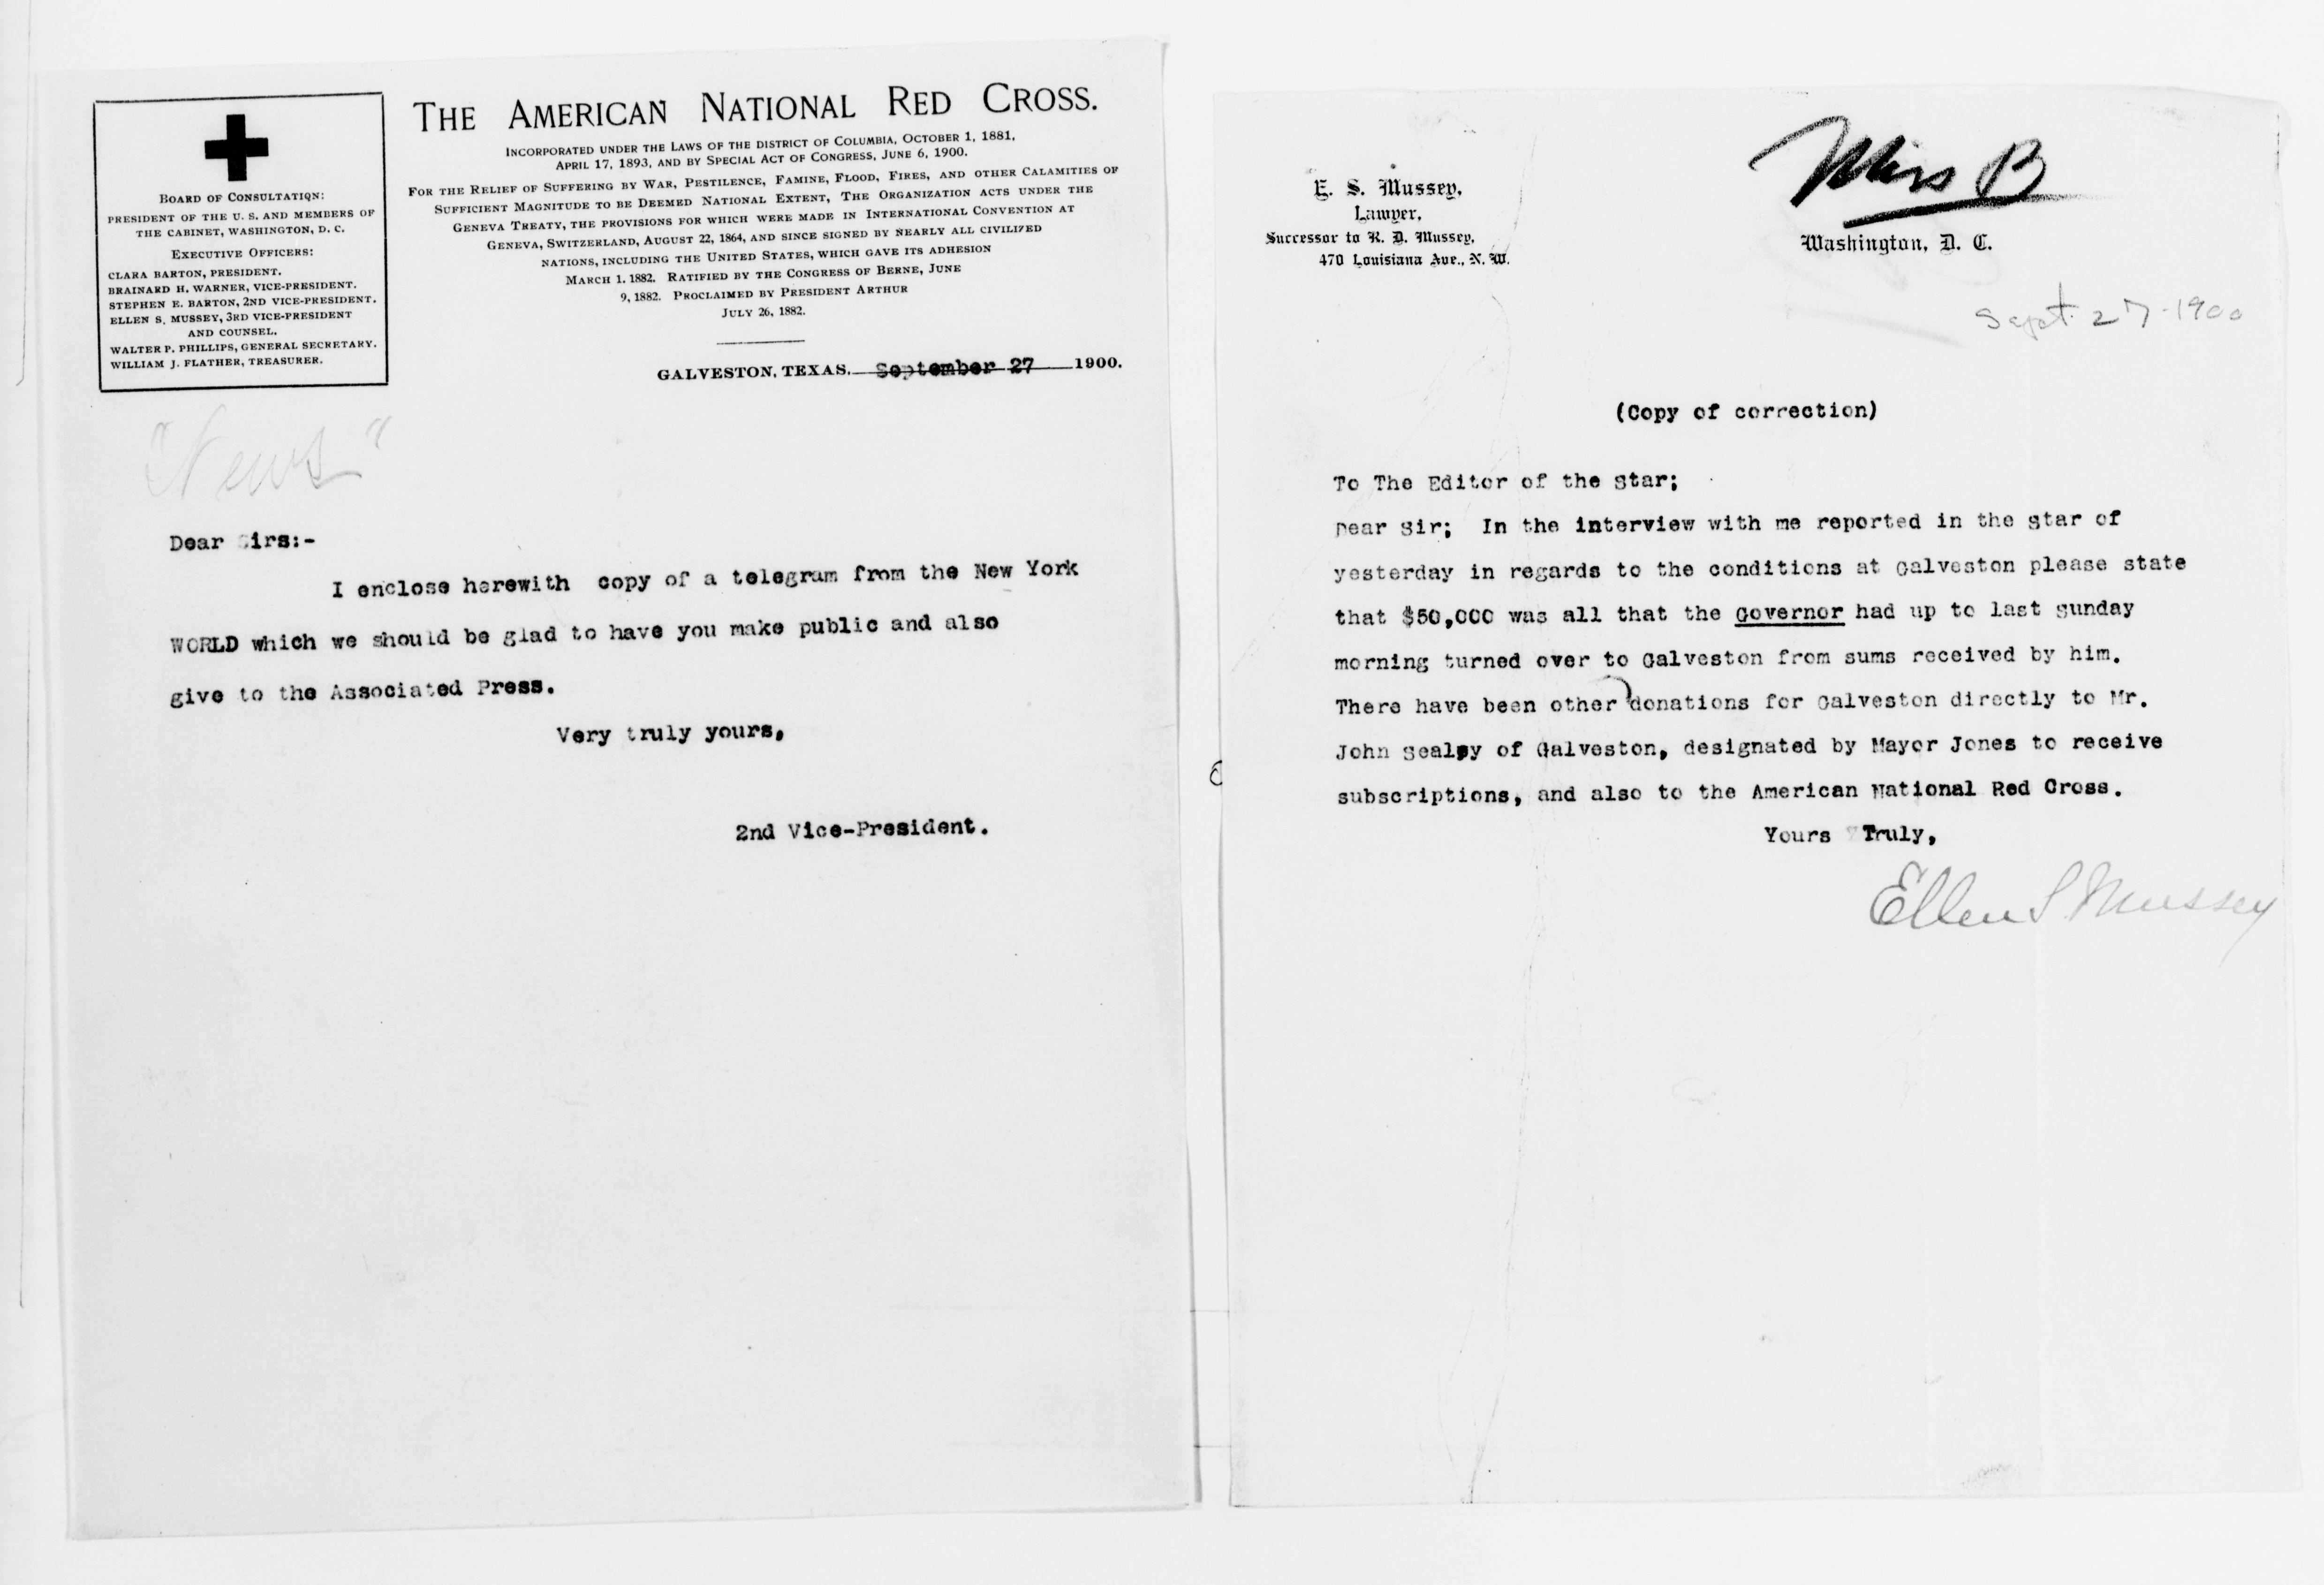 BOARD OF CONSULTATION:
PRESIDENT OF THE U. S. AND MEMBERS OF
THE CABINET, WASHINGTON, D. C.
EXECUTIVE OFFICERS:
CLARA BARTON, PRESIDENT.
BRAINARD H. WARNER, VICE-PRESIDENT.
STEPHEN E. BARTON, 2ND VICE-PRESIDENT.
ELLEN S. MUSSEY, 3RD VICE-PRESIDENT
AND COUNSEL.
WALTER P. PHILLIPS, GENERAL SECRETARY.
WILLIAM J. FLATHER, TREASURER.
THE AMERICAN NATIONAL RED CROSS.
INCORPORATED UNDER THE LAWS OF THE DISTRICT OF COLUMBIA, OCTOBER 1, 1881,
APRIL 17, 1893, AND BY SPECIAL ACT OF CONGRESS, JUNE 6, 1900.
FOR THE RELIEF OF SUFFERING BY WAR, PESTILENCE, FAMINE, FLOOD, FIRES, AND OTHER CALAMITIES OF
SUFFICIENT MAGNITUDE TO BE DEEMED NATIONAL EXTENT, THE ORGANIZATION ACTS UNDER THE
GENEVA TREATY, THE PROVISIONS FOR WHICH WERE MADE IN INTERNATIONAL CONVENTION AT
GENEVA, SWITZERLAND, AUGUST 22, 1864, AND SINCE SIGNED BY NEARLY ALL CIVILIZED
NATIONS, INCLUDING THE UNITED STATES, WHICH GAVE ITS ADHESION
MARCH 1, 1882. RATIFIED BY THE CONGRESS OF BERNE, JUNE
9, 1882. PROCLAIMED BY PRESIDENT ARTHUR
JULY 26, 1882.
GALVESTON, TEXAS, September 27 1900.
"News"
Dear Sirs:-
I enclose herewith copy of a telegram from the New York
WORLD which we should be glad to have you make public and also
give to the Associated Press.
Very truly yours,
2nd Vice-President.
Miss B
E. S. Mussey,
Lawyer,
Successor to R. D. Mussey,
470 Louisiana Ave., N. W.
Washington, D. C.
Sept. 27-1900
(Copy of correction)
To The Editor of the Star;
Dear Sir; In the interview with me reported in the Star of
yesterday in regards to the conditions at Galveston please state
that $50,000 was all that the Governor had up to last Sunday
morning turned over to Galveston from sums received by him.
There have been other donations for Galveston directly to Mr.
John Sealpy of Galveston, designated by Mayor Jones to receive
subscriptions, and also to the American National Red Cross.
Yours Truly,
Ellen S Mussey